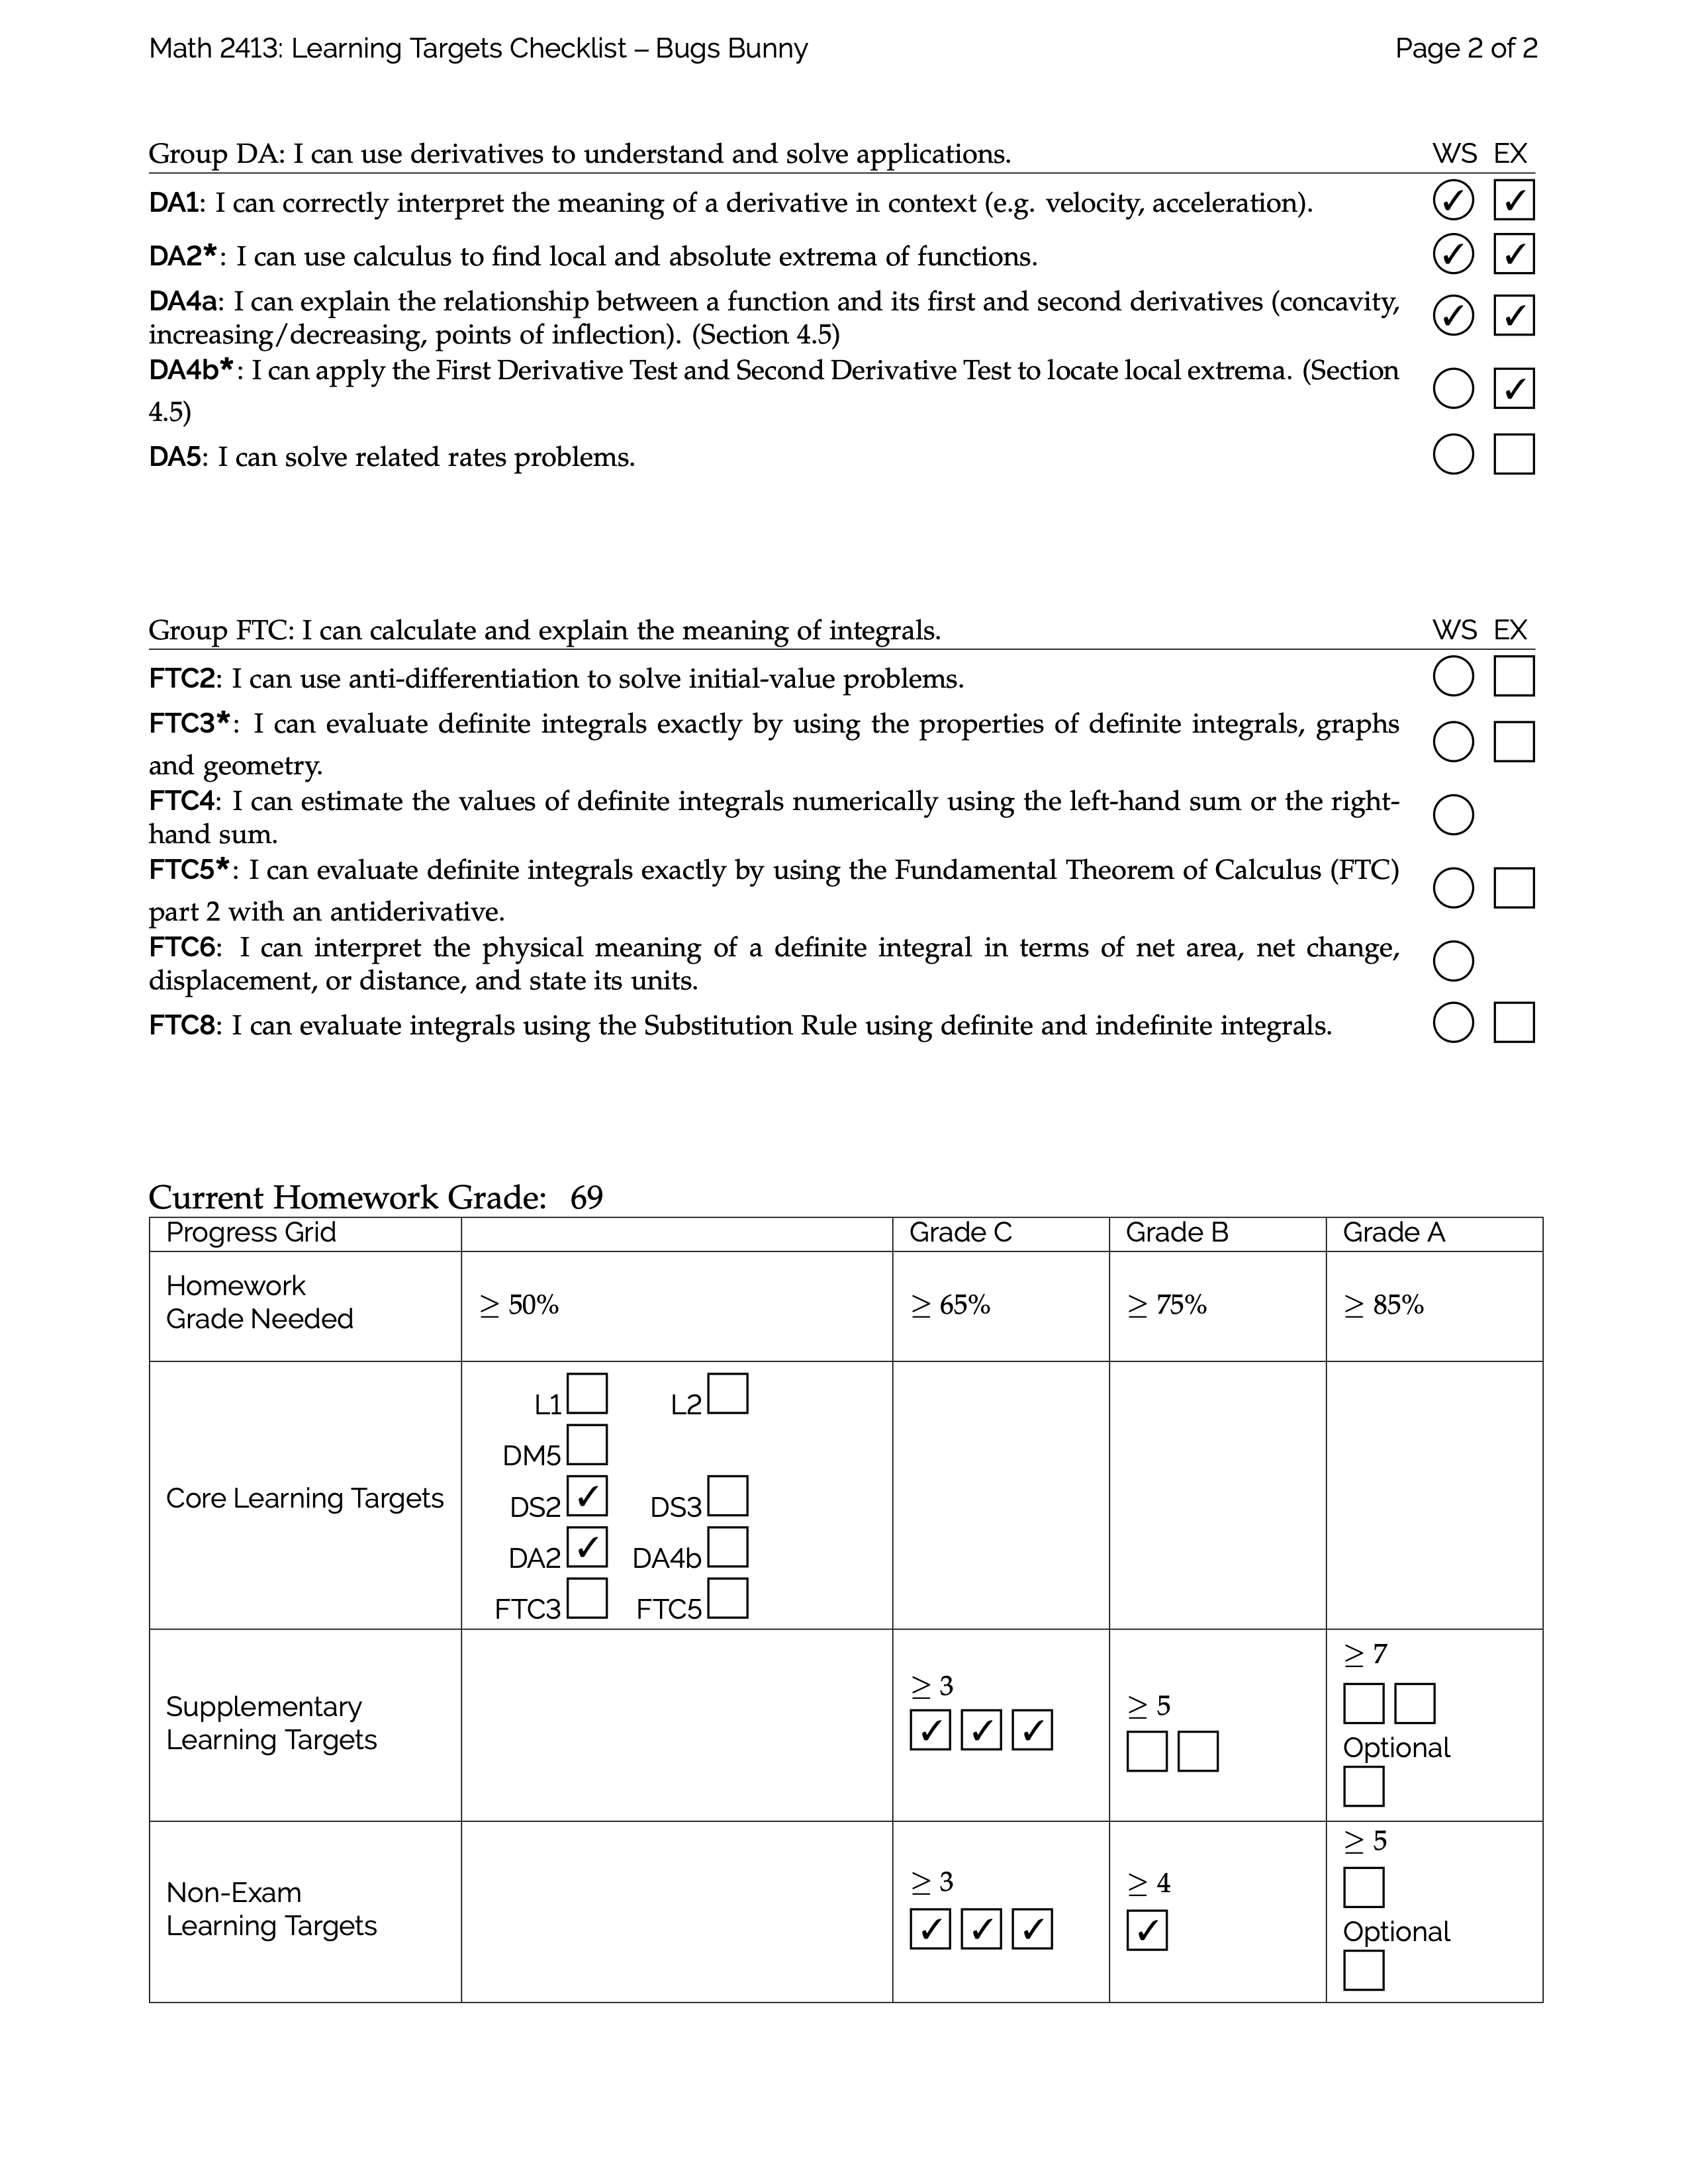 Math 2413: Learning Targets Checklist – Bugs Bunny Page 2 of 2
Group DA: I can use derivatives to understand and solve applications. WS EX
DA1: I can correctly interpret the meaning of a derivative in context (e.g. velocity, acceleration). ✓ ✓
DA2*: I can use calculus to find local and absolute extrema of functions. ✓ ✓
DA4a: I can explain the relationship between a function and its first and second derivatives (concavity,
increasing/decreasing, points of inflection). (Section 4.5) ✓ ✓
DA4b*: I can apply the First Derivative Test and Second Derivative Test to locate local extrema. (Section
4.5) ✓
DA5: I can solve related rates problems.
Group FTC: I can calculate and explain the meaning of integrals. WS EX
FTC2: I can use anti-differentiation to solve initial-value problems.
FTC3*: I can evaluate definite integrals exactly by using the properties of definite integrals, graphs
and geometry.
FTC4: I can estimate the values of definite integrals numerically using the left-hand sum or the right-
hand sum.
FTC5*: I can evaluate definite integrals exactly by using the Fundamental Theorem of Calculus (FTC)
part 2 with an antiderivative.
FTC6: I can interpret the physical meaning of a definite integral in terms of net area, net change,
displacement, or distance, and state its units.
FTC8: I can evaluate integrals using the Substitution Rule using definite and indefinite integrals.
Current Homework Grade: 69
Progress Grid Grade C Grade B Grade A
Homework
Grade Needed ≥ 50% ≥ 65% ≥ 75% ≥ 85%
Core Learning Targets
L1 L2
DM5
DS2 ✓ DS3
DA2 ✓ DA4b
FTC3 FTC5
Supplementary
Learning Targets
≥ 3
✓ ✓ ✓
≥ 5
≥ 7
Optional
Non-Exam
Learning Targets
≥ 3
✓ ✓ ✓
≥ 4
✓
≥ 5
Optional